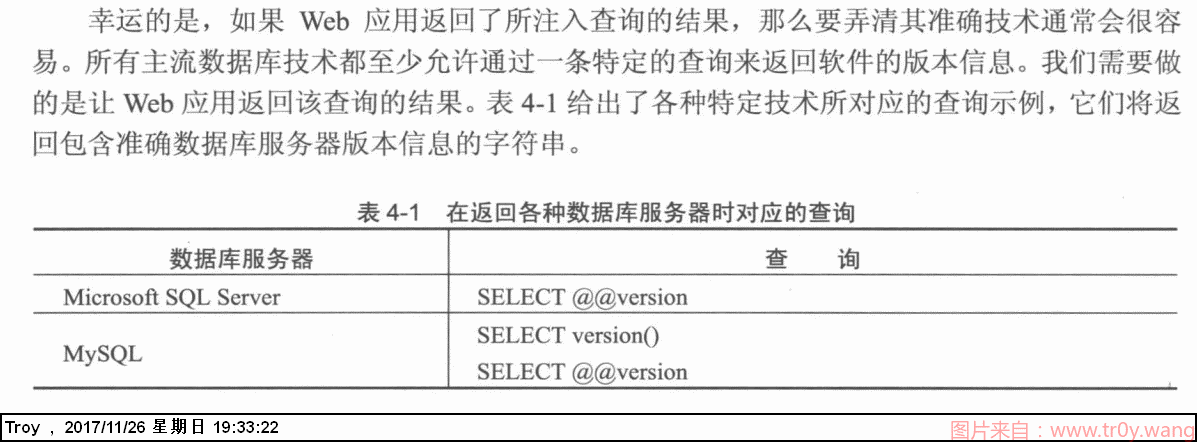 幸运的是，如果 Web 应用返回了所注入查询的结果，那么要弄清其准确技术通常会很容
易。所有主流数据库技术都至少允许通过一条特定的查询来返回软件的版本信息。我们需要做
的是让 Web 应用返回该查询的结果。表 4-1 给出了各种特定技术所对应的查询示例，它们将返
回包含准确数据库服务器版本信息的字符串。
表 4-1 在返回各种数据库服务器时对应的查询
数据库服务器 查 询
Microsoft SQL Server SELECT @@version
MySQL SELECT version()
SELECT @@version
Troy , 2017/11/26 星期日 19:33:22 图片来自：www.tr0y.wang